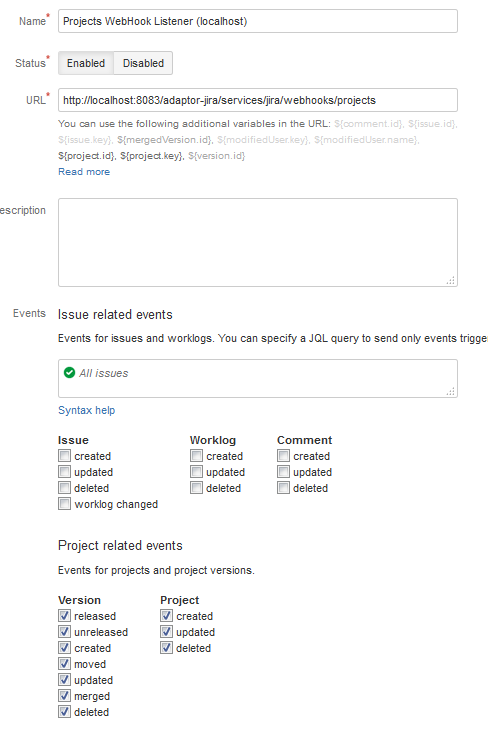 Name* Projects WebHook Listener (localhost)
Status* Enabled Disabled
URL* http://localhost:8083/adaptor-jira/services/jira/webhooks/projects
You can use the following additional variables in the URL: ${comment.id}, ${issue.id},
${issue.key}, ${mergedVersion.id}, ${modifiedUser.key}, ${modifiedUser.name},
${project.id}, ${project.key}, ${version.id}
Read more
escription
Events Issue related events
Events for issues and worklogs. You can specify a JQL query to send only events trigge
All issues
Syntax help
Issue Worklog Comment
created created created
updated updated updated
deleted deleted deleted
worklog changed
Project related events
Events for projects and project versions.
Version Project
released created
unreleased updated
created deleted
moved
updated
merged
deleted